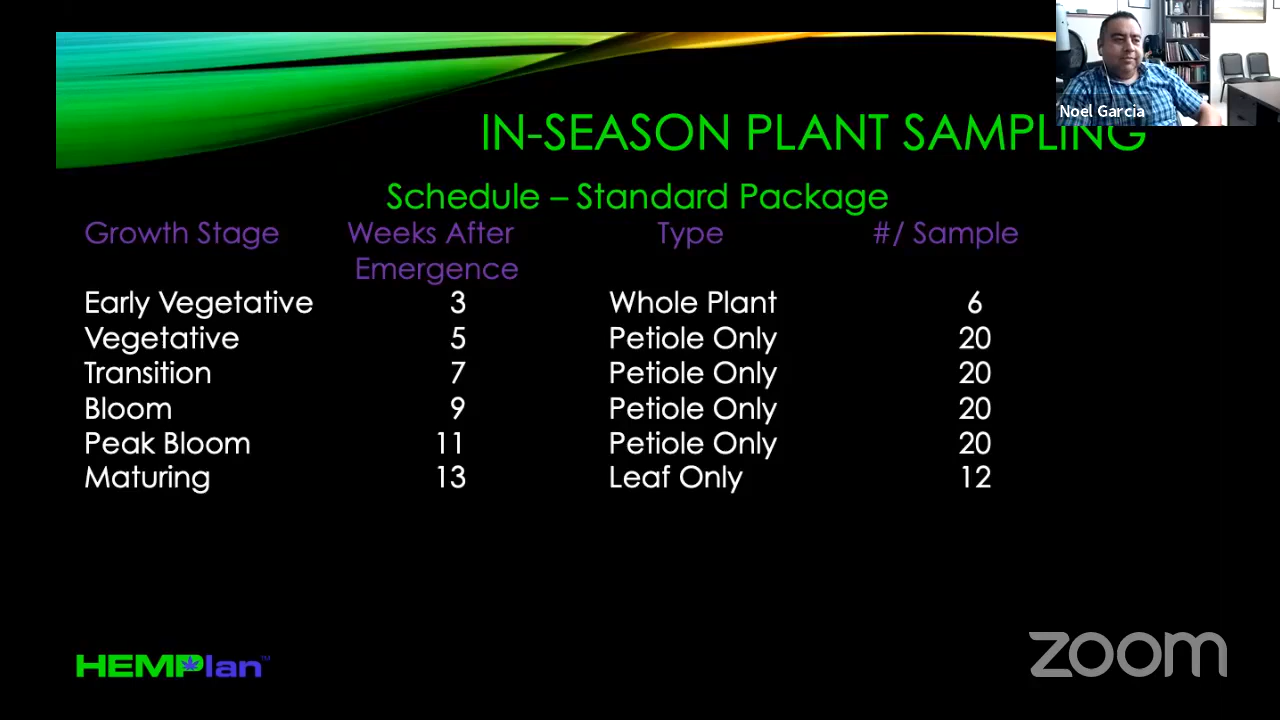 Noel Garcia
IN-SEASON PLANT SAMPLING
Schedule – Standard Package
Growth Stage Weeks After Type #/ Sample
Emergence
Early Vegetative 3 Whole Plant 6
Vegetative 5 Petiole Only 20
Transition 7 Petiole Only 20
Bloom 9 Petiole Only 20
Peak Bloom 11 Petiole Only 20
Maturing 13 Leaf Only 12
HEMPlan™
zoom